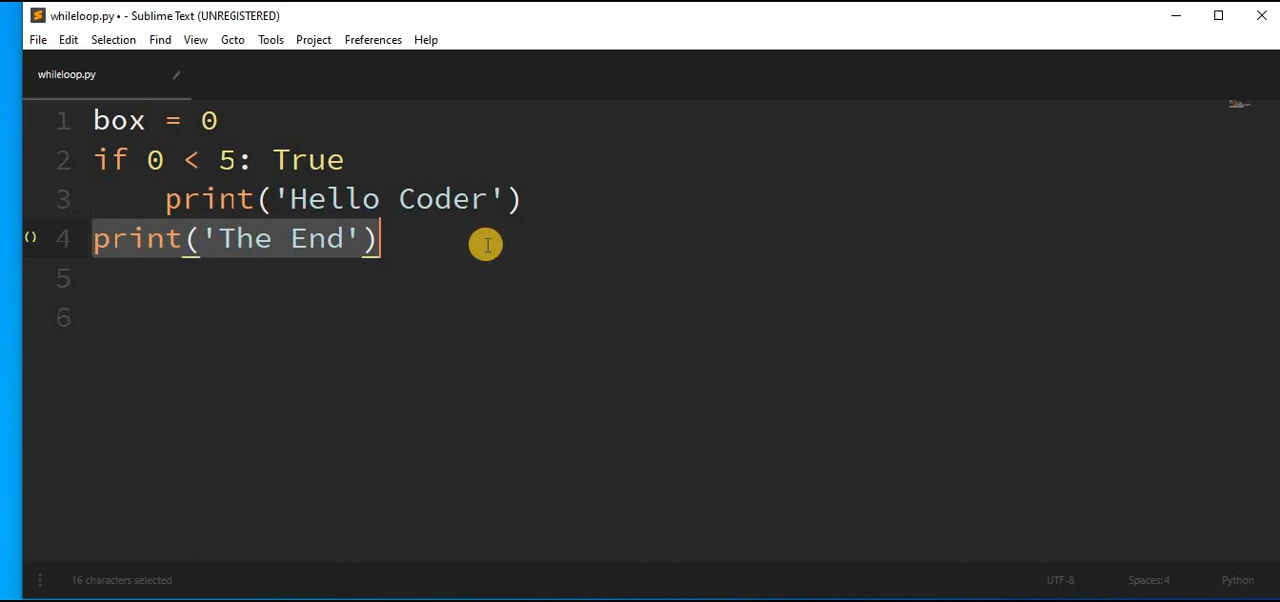 whileloop.py • - Sublime Text (UNREGISTERED)
File Edit Selection Find View Goto Tools Project Preferences Help
whileloop.py
1 box = 0
2 if 0 < 5: True
3     print('Hello Coder')
() 4 print('The End')
5
6
16 characters selected UTF-8 Spaces: 4 Python